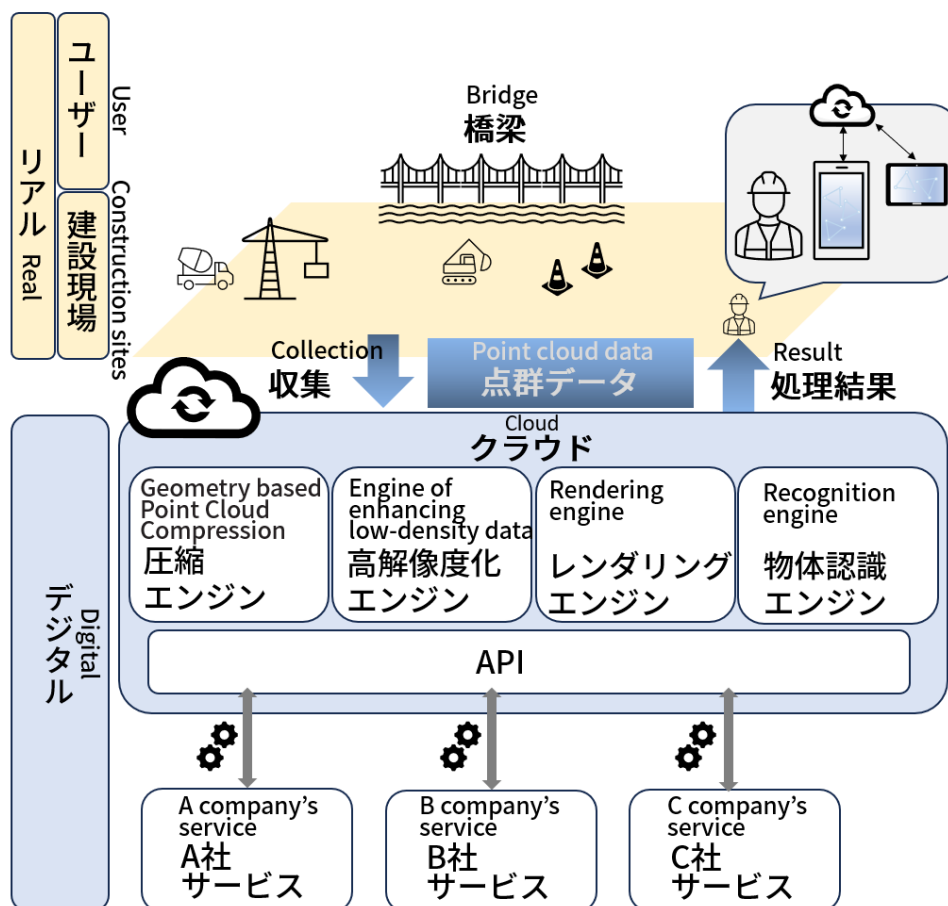 リアル Real
ユーザー
User
建設現場
Construction sites
Bridge
橋梁
Collection
収集
Point cloud data
点群データ
Result
処理結果
デジタル
Digital
Cloud
クラウド
Geometry based
Point Cloud
Compression
圧縮
エンジン
Engine of
enhancing
low-density data
高解像度化
エンジン
Rendering
engine
レンダリング
エンジン
Recognition
engine
物体認識
エンジン
API
A company's
service
A社
サービス
B company's
service
B社
サービス
C company's
service
C社
サービス